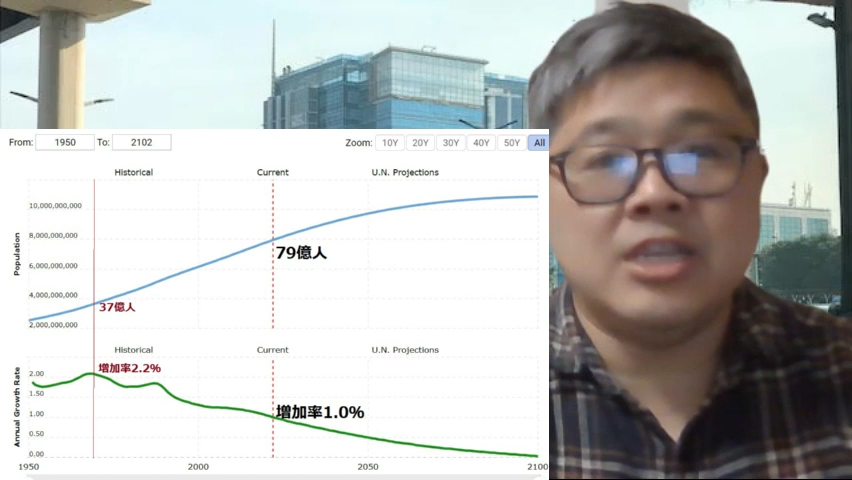 From: 1950 To: 2102 Zoom: 10Y 20Y 30Y 40Y 50Y All
Historical Current U.N. Projections
Population
10,000,000,000
8,000,000,000
6,000,000,000
4,000,000,000
2,000,000,000
79億人
37億人
Historical Current U.N. Projections
Annual Growth Rate
2.00
1.50
1.00
0.50
0.00
増加率2.2%
増加率1.0%
1950 2000 2050 2100